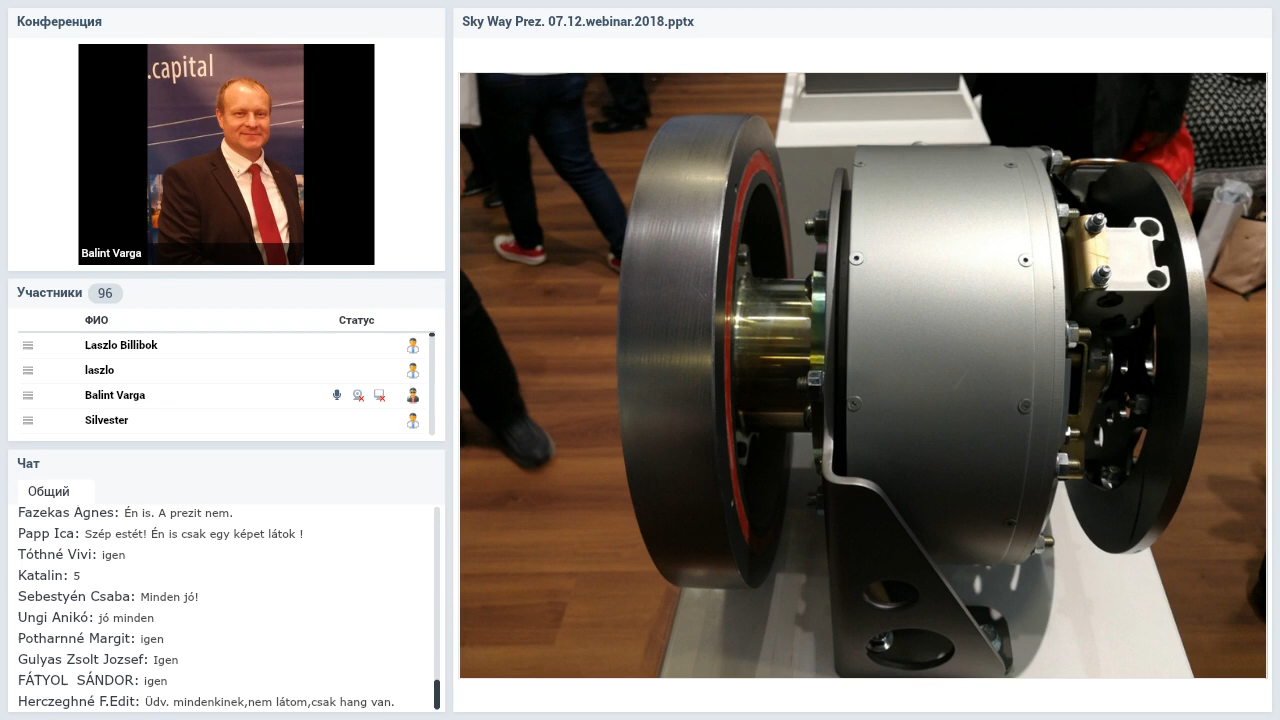 Конференция
.capital
Balint Varga
Участники 96
ФИО Статус
Laszlo Billibok
laszlo
Balint Varga
Silvester
Чат
Общий
Fazekas Ágnes: Én is. A prezit nem.
Papp Ica: Szép estét! Én is csak egy képet látok !
Tóthné Vivi: igen
Katalin: 5
Sebestyén Csaba: Minden jó!
Ungi Anikó: jó minden
Potharnné Margit: igen
Gulyas Zsolt Jozsef: Igen
FÁTYOL SÁNDOR: igen
Herczeghné F.Edit: Üdv. mindenkinek,nem látom,csak hang van.
Sky Way Prez. 07.12.webinar.2018.pptx